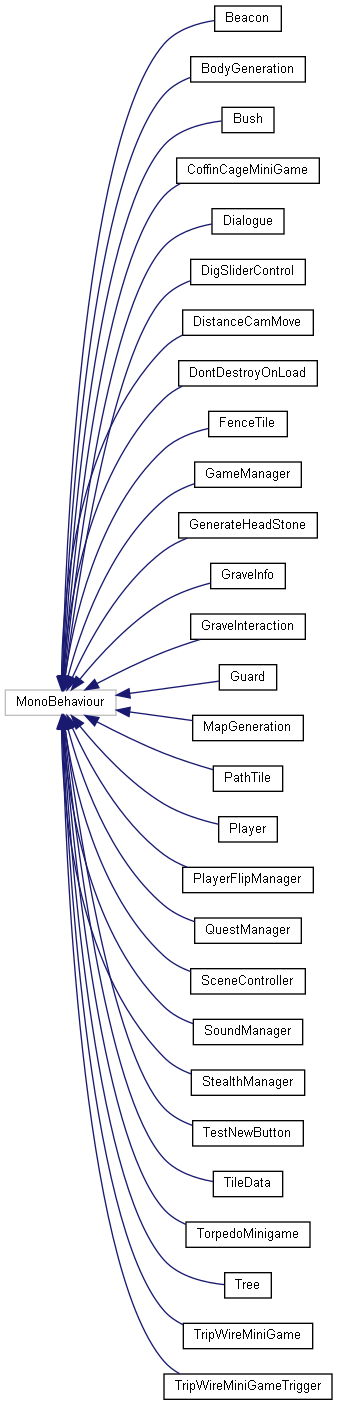 Beacon
BodyGeneration
Bush
CoffinCageMiniGame
Dialogue
DigSliderControl
DistanceCamMove
DontDestroyOnLoad
FenceTile
GameManager
GenerateHeadStone
GraveInfo
GraveInteraction
Guard
MonoBehaviour
MapGeneration
PathTile
Player
PlayerFlipManager
QuestManager
SceneController
SoundManager
StealthManager
TestNewButton
TileData
TorpedoMinigame
Tree
TripWireMiniGame
TripWireMiniGameTrigger